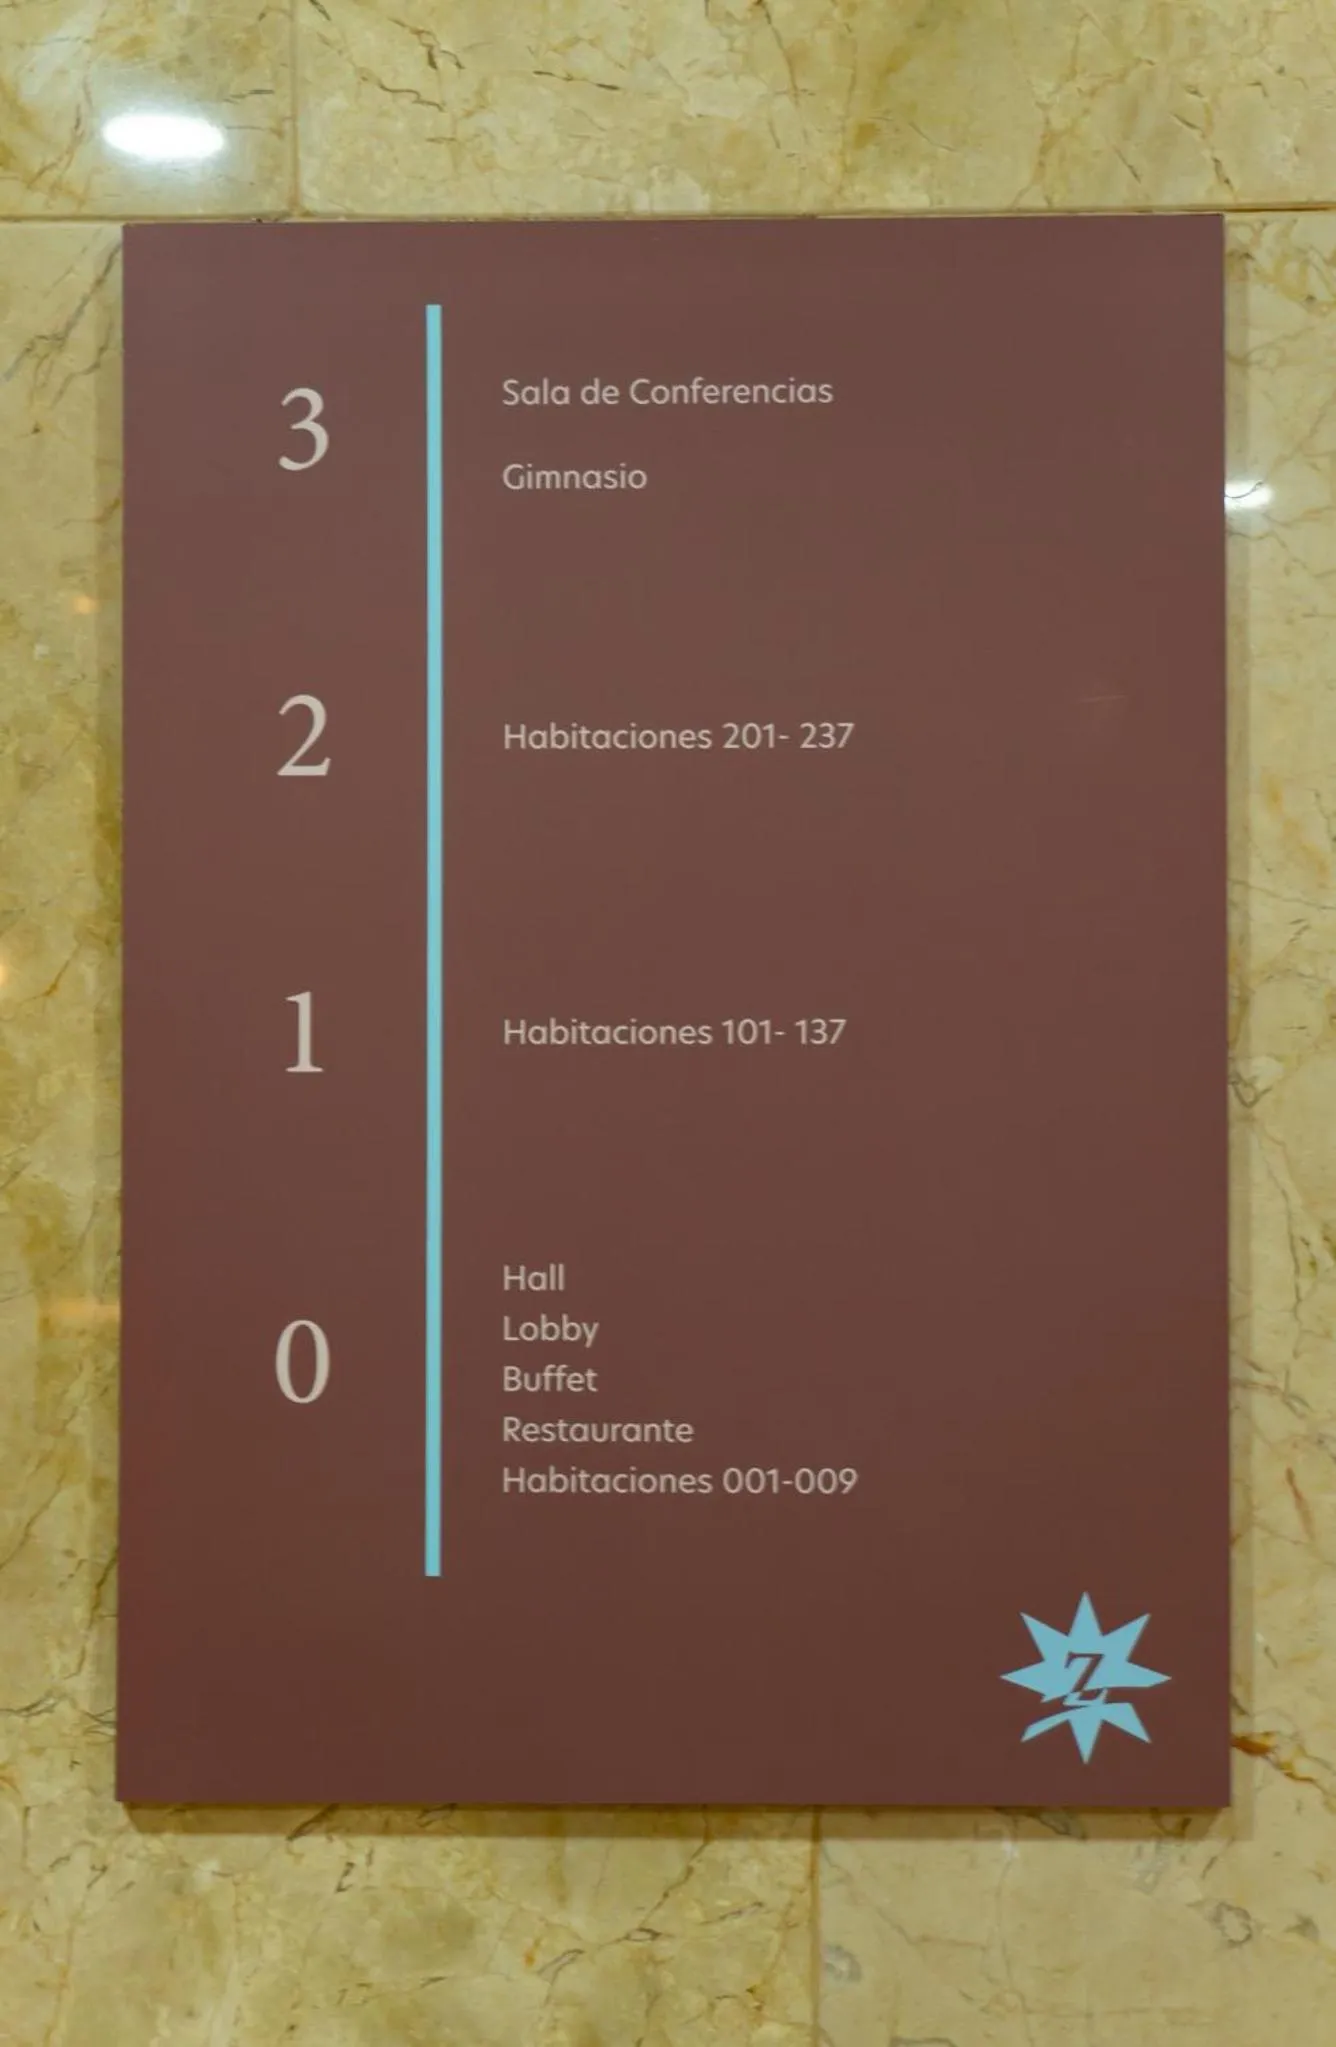 3
Sala de Conferencias
Gimnasio
2
Habitaciones 201- 237
1
Habitaciones 101- 137
0
Hall
Lobby
Buffet
Restaurante
Habitaciones 001-009
Z